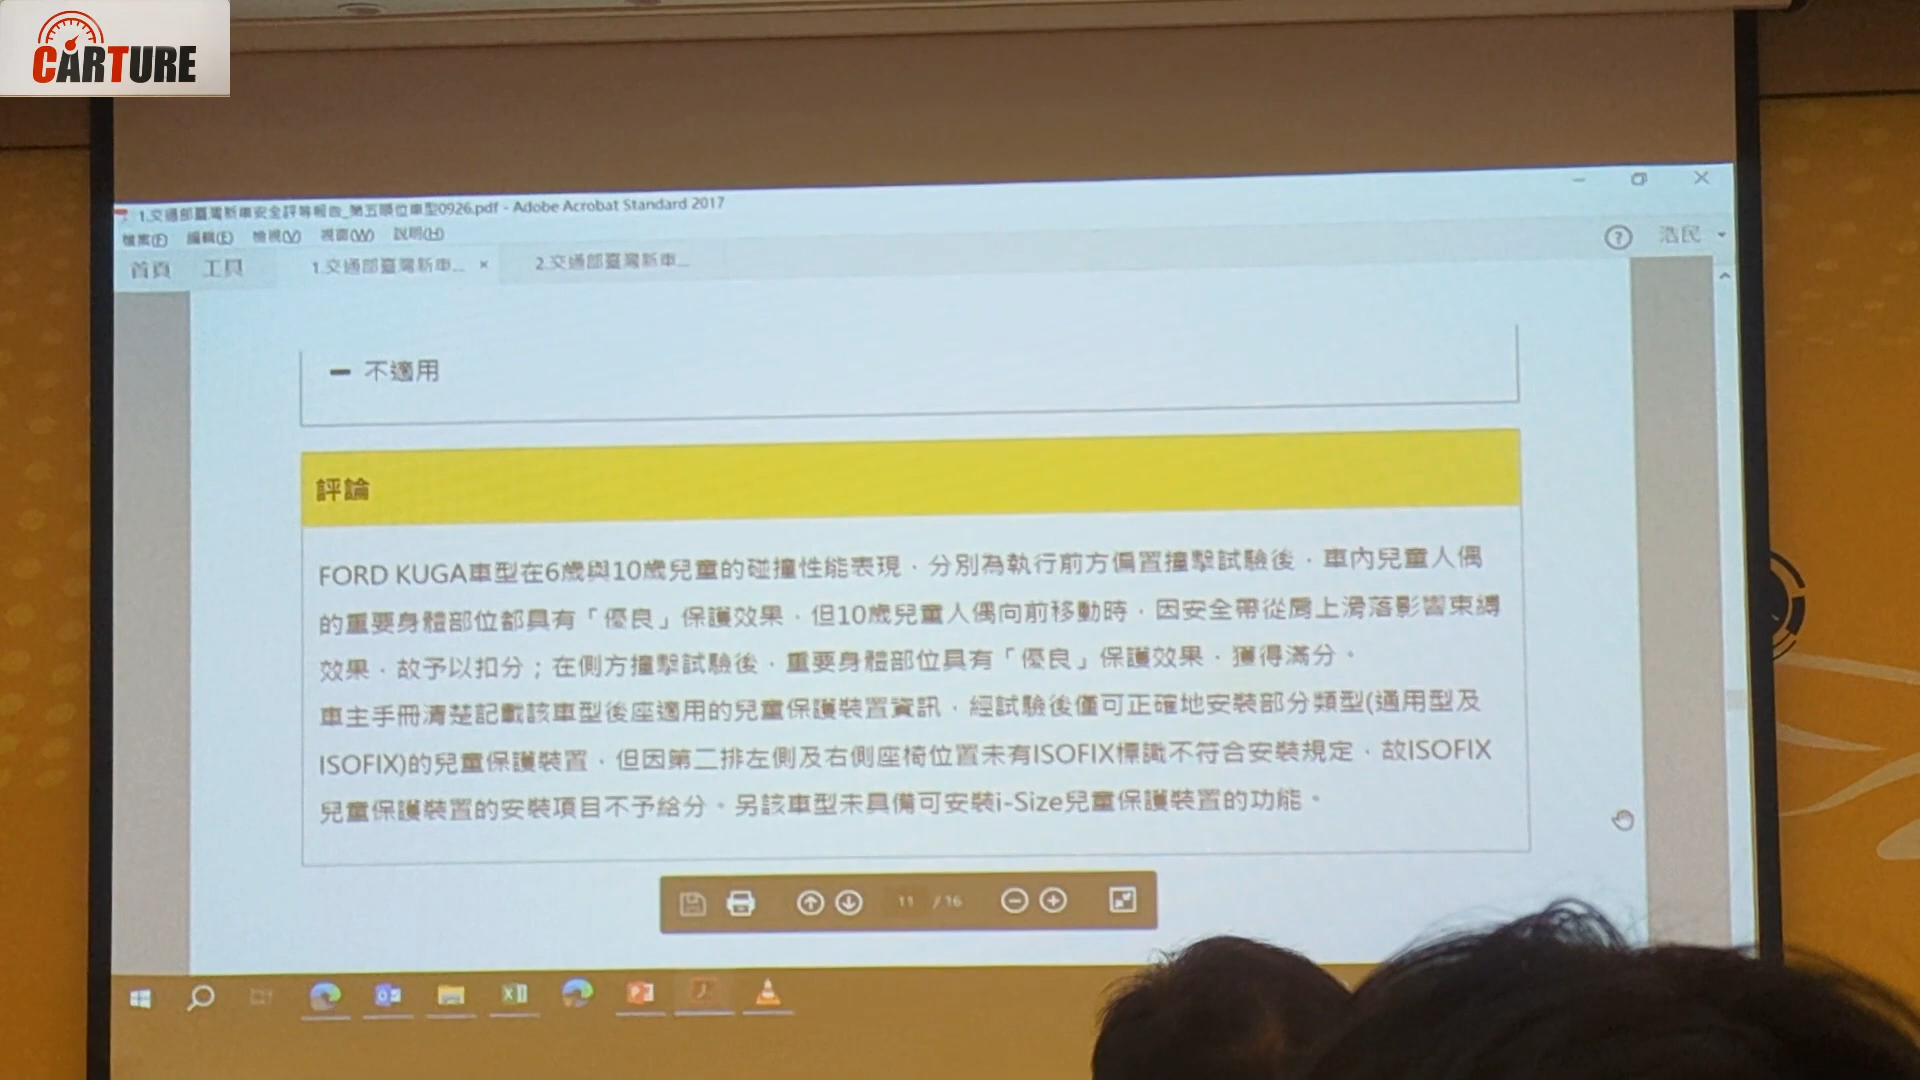 CARTURE
1.交通部臺灣新車安全評等報告_第五順位車型0926.pdf - Adobe Acrobat Standard 2017
檔案(F) 編輯(E) 檢視(V) 視窗(W) 說明(H)
首頁 工具 1.交通部臺灣新車... × 2.交通部臺灣新車...
浩民
━ 不適用
評論
FORD KUGA車型在6歲與10歲兒童的碰撞性能表現，分別為執行前方偏置撞擊試驗後，車內兒童人偶
的重要身體部位都具有「優良」保護效果，但10歲兒童人偶向前移動時，因安全帶從肩上滑落影響束縛
效果，故予以扣分；在側方撞擊試驗後，重要身體部位具有「優良」保護效果，獲得滿分。
車主手冊清楚記載該車型後座適用的兒童保護裝置資訊，經試驗後僅可正確地安裝部分類型(通用型及
ISOFIX)的兒童保護裝置，但因第二排左側及右側座椅位置未有ISOFIX標識不符合安裝規定，故ISOFIX
兒童保護裝置的安裝項目不予給分。另該車型未具備可安裝i-Size兒童保護裝置的功能。
11 / 16